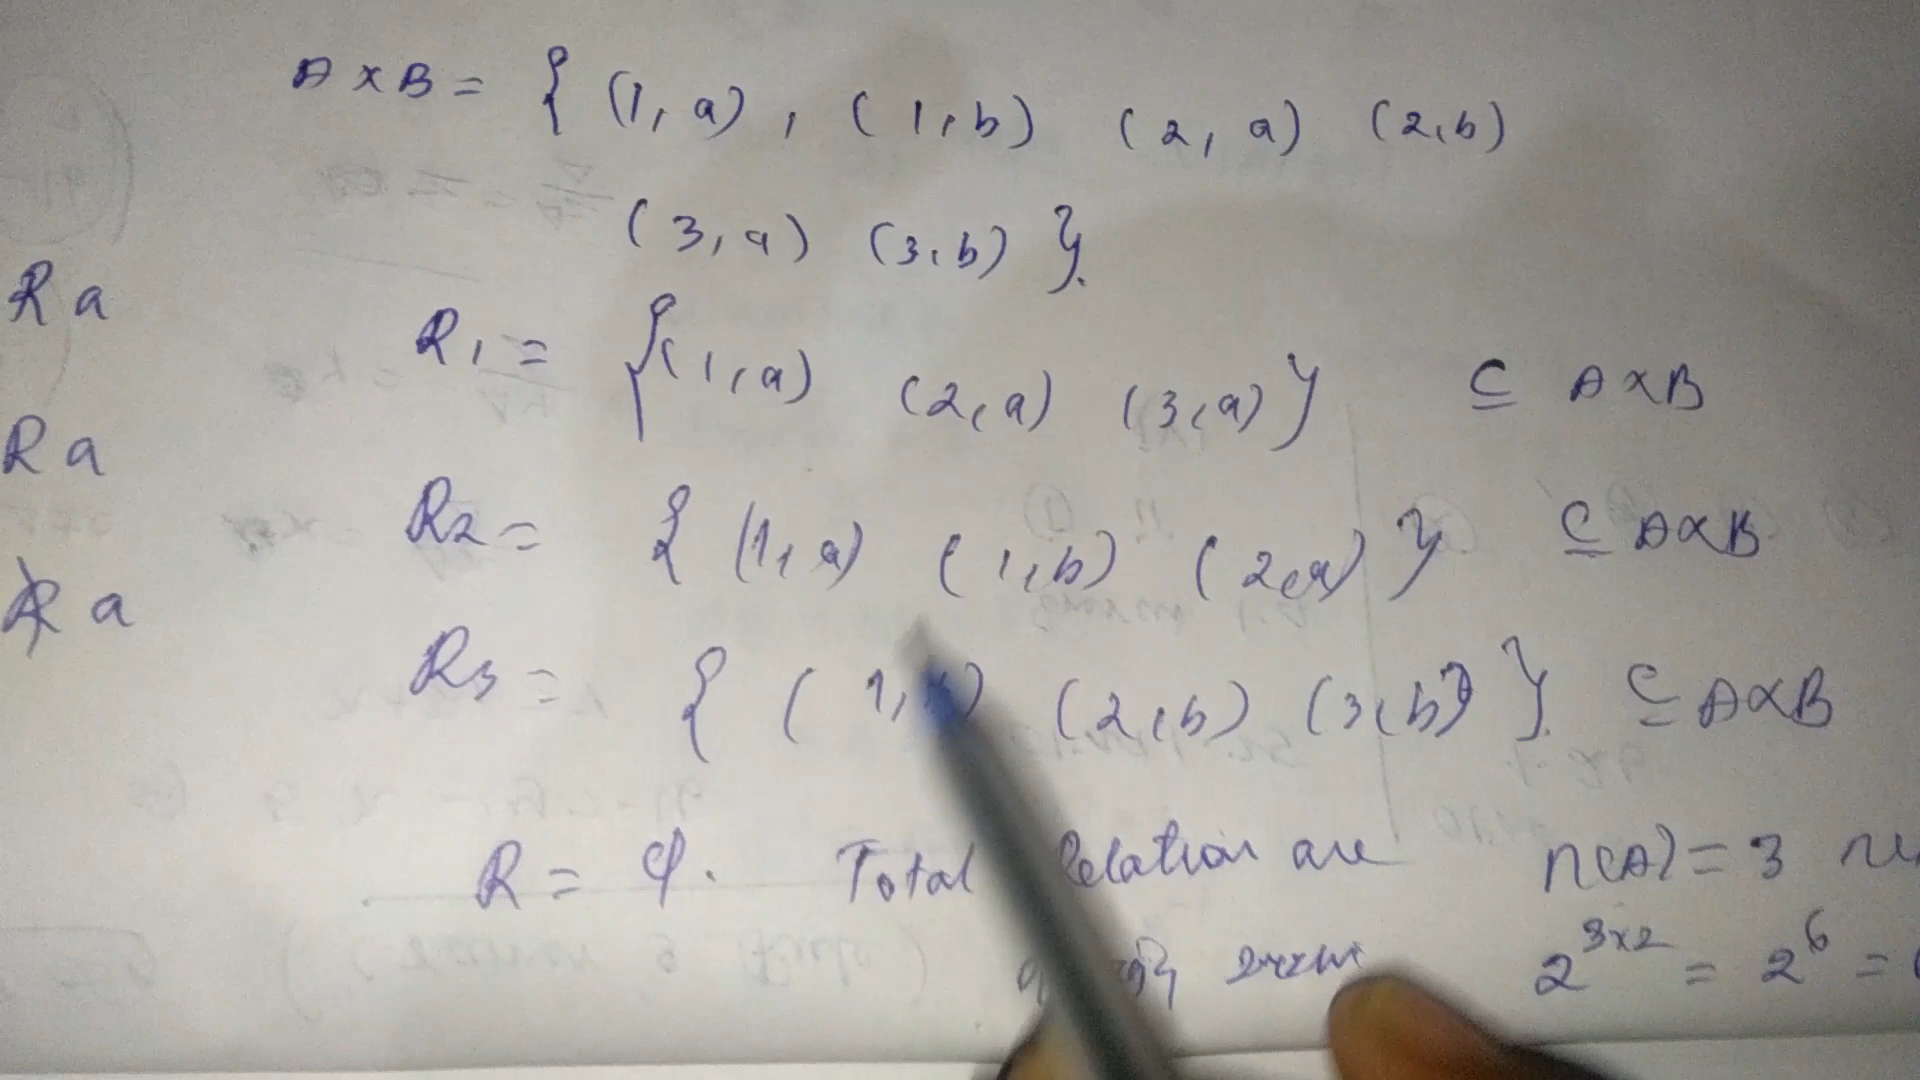 A × B = { (1, a), (1, b) (2, a) (2, b)
(3, a) (3, b) }.
R a
R1 = { (1, a) (2, a) (3, a) } ⊆ A×B
R a
R2 = { (1, a) (1, b) (2, a) } ⊆ A×B
R̸ a
R3 = { (1, (2, b) (3, b) } ⊆ A×B
R = φ. Total Relation are n(A) = 3
2^3×2 = 2^6 =